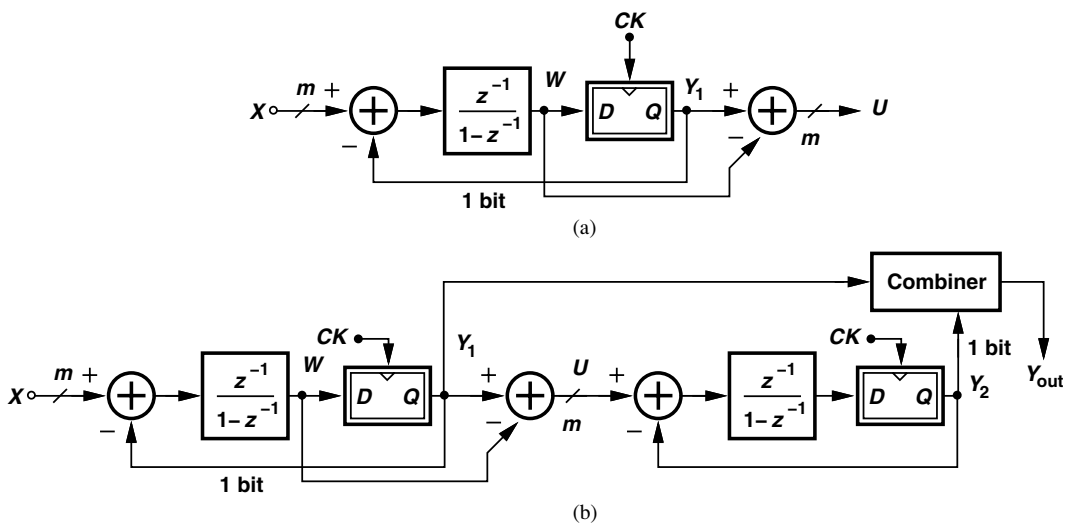 CK
X m + + z⁻¹ / 1 – z⁻¹ W D Q Y₁ + + U
– – m
1 bit
(a)
Combiner
CK Y₁ CK 1 bit
X m + + z⁻¹ / 1 – z⁻¹ W D Q + + U + + z⁻¹ / 1 – z⁻¹ D Q Y₂ Yout
– – m –
1 bit
(b)